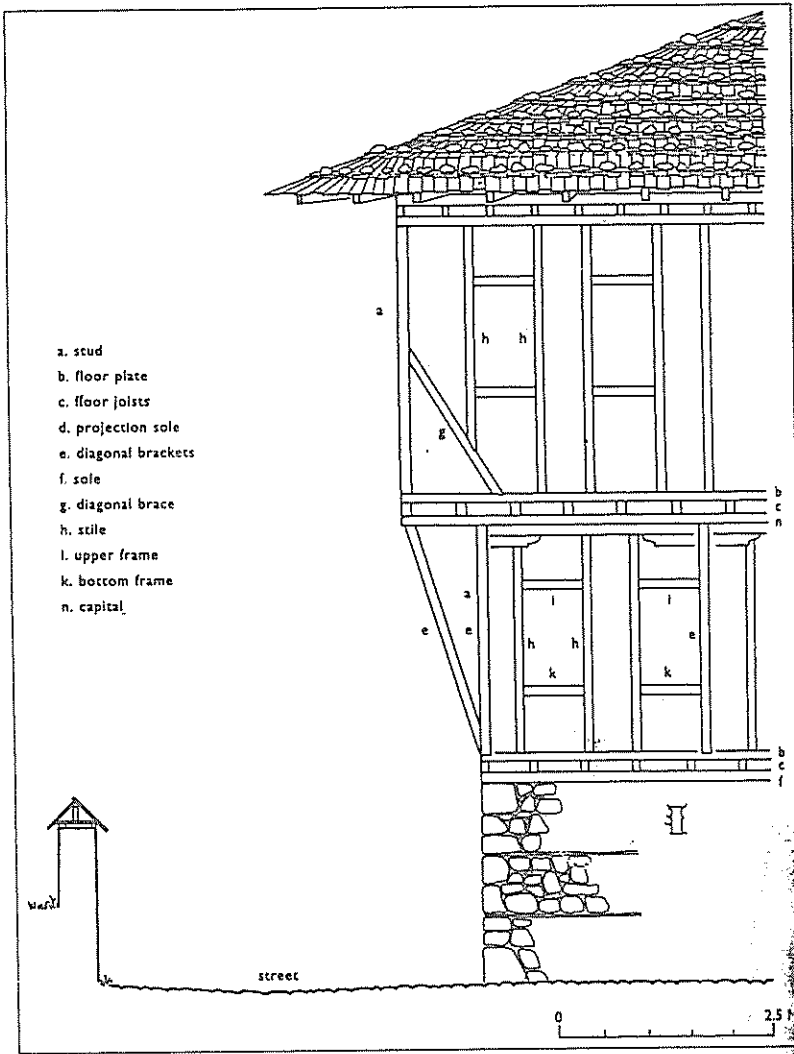 a. stud
b. floor plate
c. floor joists
d. projection sole
e. diagonal brackets
f. sole
g. diagonal brace
h. stile
l. upper frame
k. bottom frame
n. capital
a
h h
g
b
c
n
a
l l
e e e
h h
k k
b
c
f
street
0 2.5 M